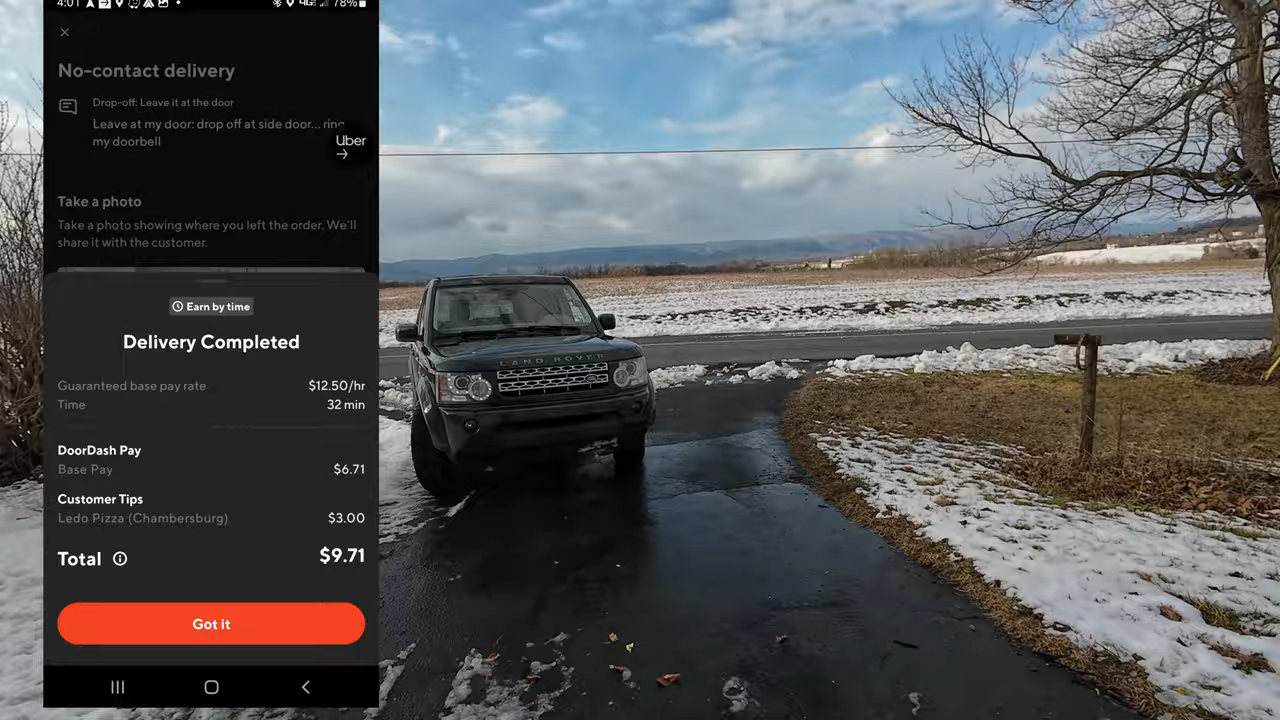 4:01
78%
No-contact delivery
Drop-off: Leave it at the door
Leave at my door: drop off at side door... ring
my doorbell
Uber
Take a photo
Take a photo showing where you left the order. We'll
share it with the customer.
Earn by time
Delivery Completed
Guaranteed base pay rate $12.50/hr
Time 32 min
DoorDash Pay
Base Pay $6.71
Customer Tips
Ledo Pizza (Chambersburg) $3.00
Total $9.71
Got it
LAND ROVER